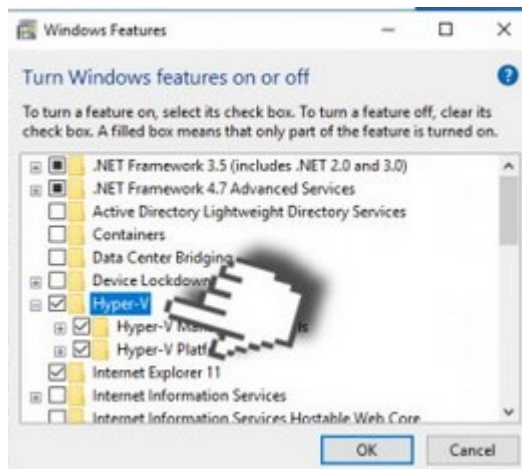 Windows Features
Turn Windows features on or off
To turn a feature on, select its check box. To turn a feature off, clear its
check box. A filled box means that only part of the feature is turned on.
.NET Framework 3.5 (includes .NET 2.0 and 3.0)
.NET Framework 4.7 Advanced Services
Active Directory Lightweight Directory Services
Containers
Data Center Bridging
Device Lockdown
Hyper-V
Hyper-V
Hyper-V
Internet Explorer 11
Internet Information Services
Internet Information Services Hostable Web Core
OK
Cancel